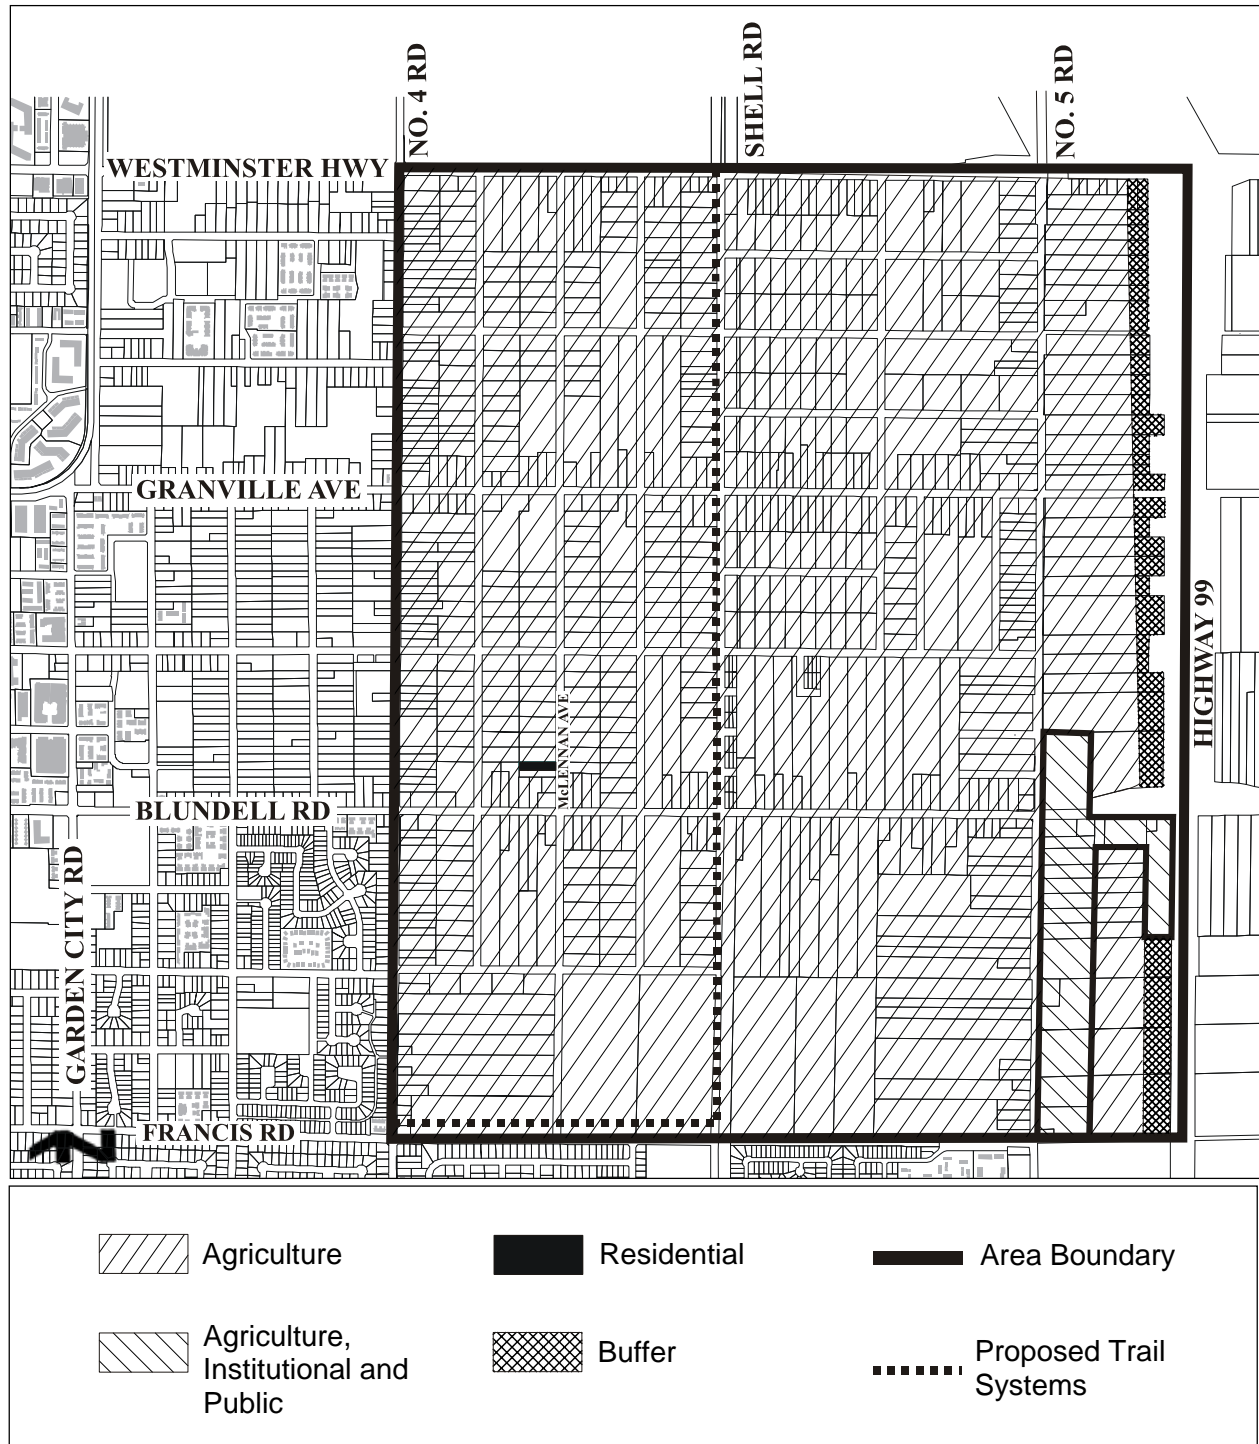 NO. 4 RD
SHELL RD
NO. 5 RD
WESTMINSTER HWY
GRANVILLE AVE
HIGHWAY 99
McLENNAN AVE
BLUNDELL RD
GARDEN CITY RD
FRANCIS RD
Agriculture
Residential
Area Boundary
Agriculture,
Institutional and
Public
Buffer
Proposed Trail
Systems